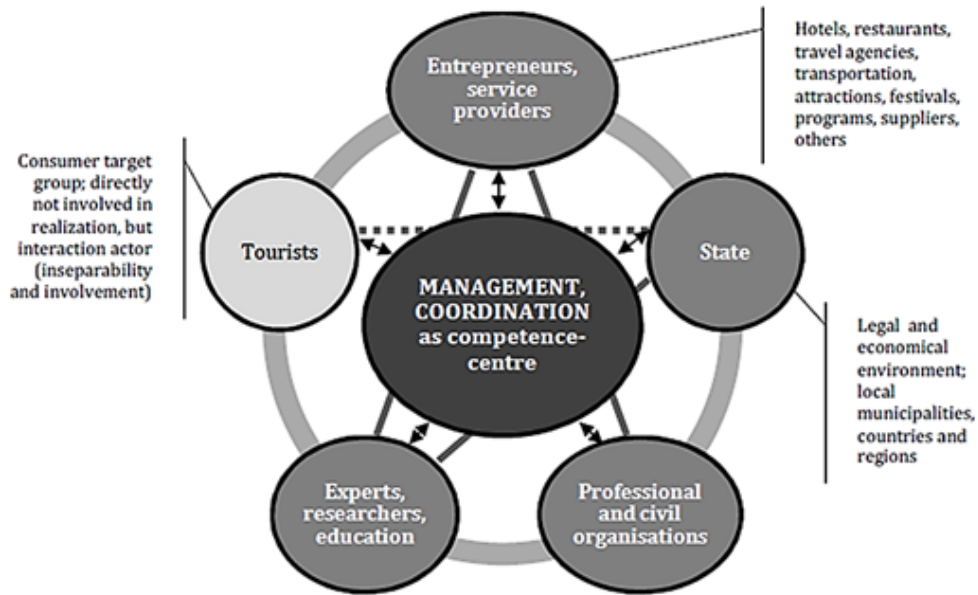 Hotels, restaurants,
travel agencies,
transportation,
attractions, festivals,
programs, suppliers,
others
Entrepreneurs,
service
providers
Consumer target
group; directly
not involved in
realization, but
interaction actor
(inseparability
and involvement)
Tourists
State
MANAGEMENT,
COORDINATION
as competence-
centre
Legal and
economical
environment;
local
municipalities,
countries and
regions
Experts,
researchers,
education
Professional
and civil
organisations